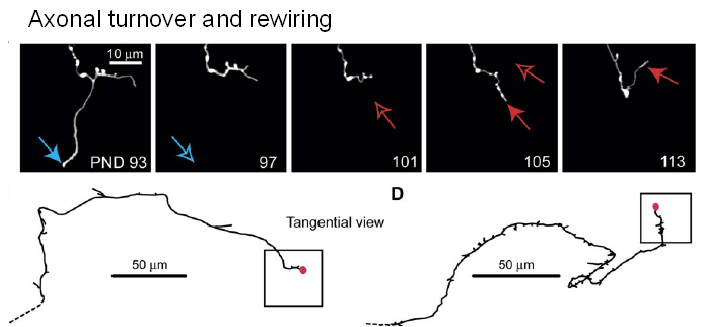 Axonal turnover and rewiring
10 μm
PND 93
97
101
105
113
D
Tangential view
50 μm
50 μm